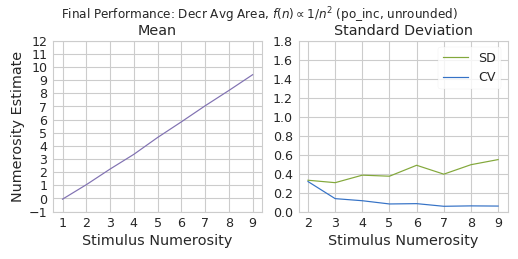 Final Performance: Decr Avg Area, f(n) ∝ 1/n² (po_inc, unrounded)
Mean
Numerosity Estimate
12
11
10
9
8
7
6
5
4
3
2
1
0
−1
1 2 3 4 5 6 7 8 9
Stimulus Numerosity
Standard Deviation
1.8
1.6
1.4
1.2
1.0
0.8
0.6
0.4
0.2
0.0
SD
CV
2 3 4 5 6 7 8 9
Stimulus Numerosity